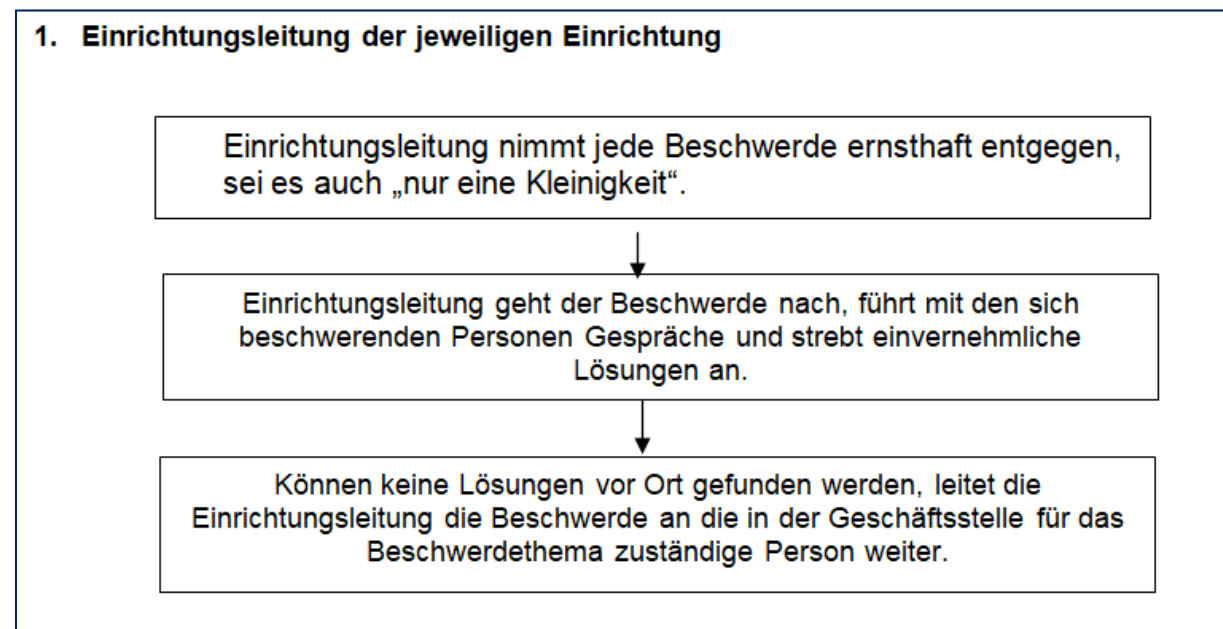 1. Einrichtungsleitung der jeweiligen Einrichtung
Einrichtungsleitung nimmt jede Beschwerde ernsthaft entgegen,
sei es auch „nur eine Kleinigkeit“.
Einrichtungsleitung geht der Beschwerde nach, führt mit den sich
beschwerenden Personen Gespräche und strebt einvernehmliche
Lösungen an.
Können keine Lösungen vor Ort gefunden werden, leitet die
Einrichtungsleitung die Beschwerde an die in der Geschäftsstelle für das
Beschwerdethema zuständige Person weiter.